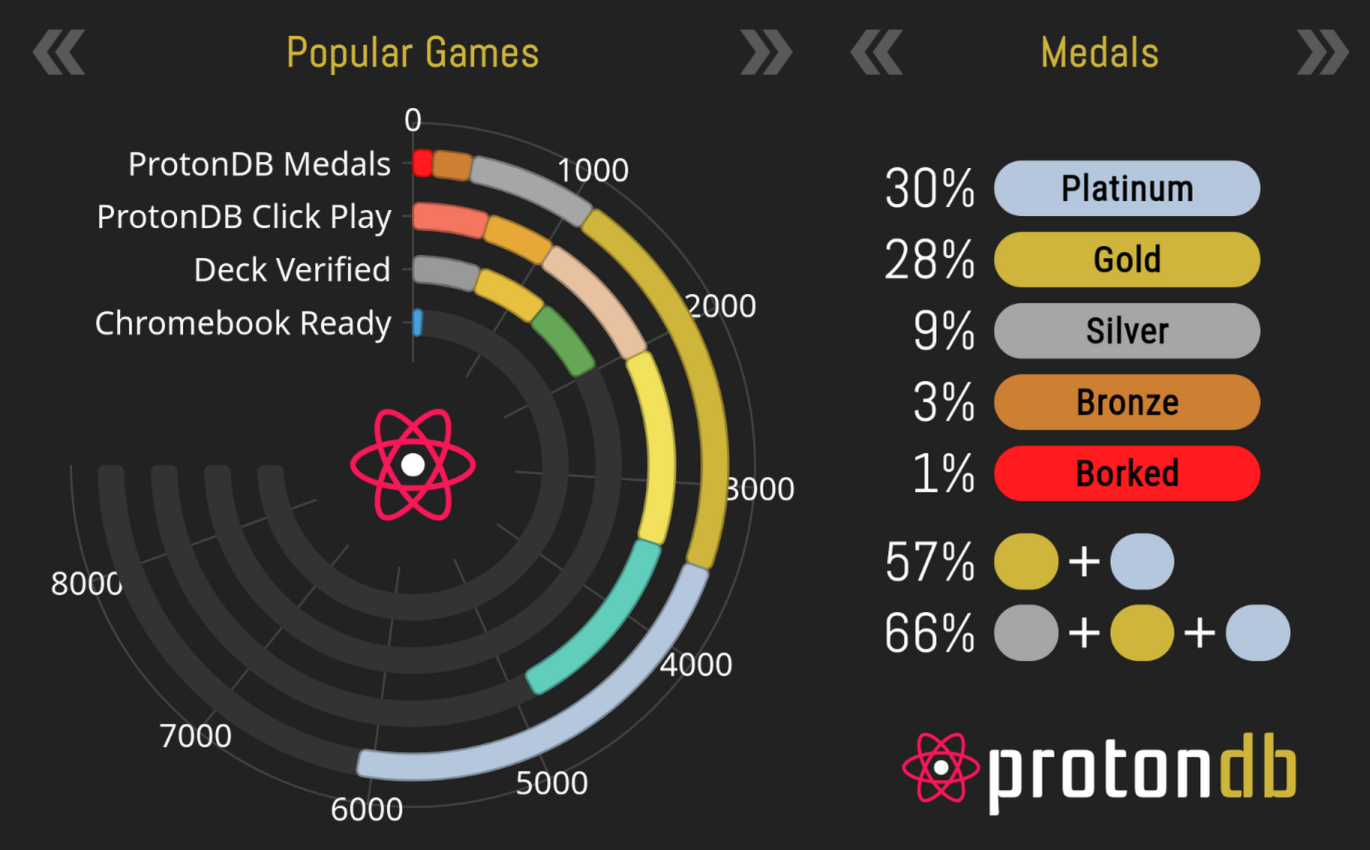 Popular Games
0
ProtonDB Medals
1000
ProtonDB Click Play
Deck Verified
2000
Chromebook Ready
3000
8000
4000
7000
5000
6000
Medals
30% Platinum
28% Gold
9% Silver
3% Bronze
1% Borked
57% +
66% + +
protondb